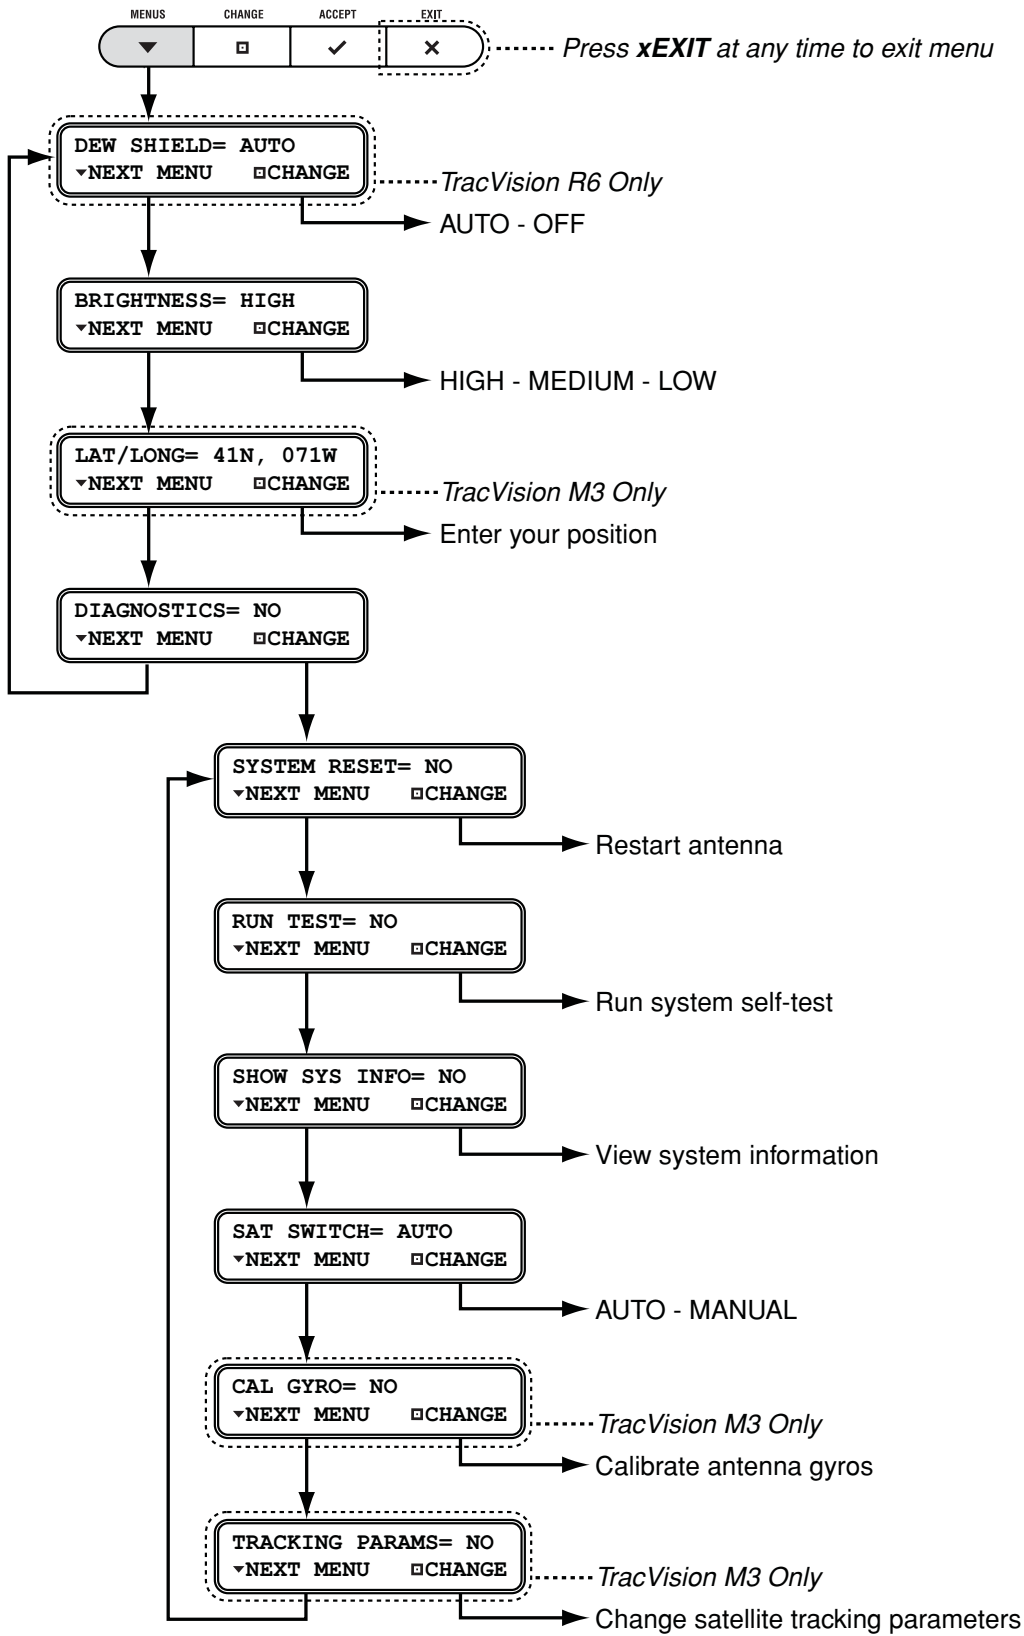 MENUS CHANGE ACCEPT EXIT
Press xEXIT at any time to exit menu
DEW SHIELD= AUTO
▼NEXT MENU ⊡CHANGE
TracVision R6 Only
AUTO - OFF
BRIGHTNESS= HIGH
▼NEXT MENU ⊡CHANGE
HIGH - MEDIUM - LOW
LAT/LONG= 41N, 071W
▼NEXT MENU ⊡CHANGE
TracVision M3 Only
Enter your position
DIAGNOSTICS= NO
▼NEXT MENU ⊡CHANGE
SYSTEM RESET= NO
▼NEXT MENU ⊡CHANGE
Restart antenna
RUN TEST= NO
▼NEXT MENU ⊡CHANGE
Run system self-test
SHOW SYS INFO= NO
▼NEXT MENU ⊡CHANGE
View system information
SAT SWITCH= AUTO
▼NEXT MENU ⊡CHANGE
AUTO - MANUAL
CAL GYRO= NO
▼NEXT MENU ⊡CHANGE
TracVision M3 Only
Calibrate antenna gyros
TRACKING PARAMS= NO
▼NEXT MENU ⊡CHANGE
TracVision M3 Only
Change satellite tracking parameters